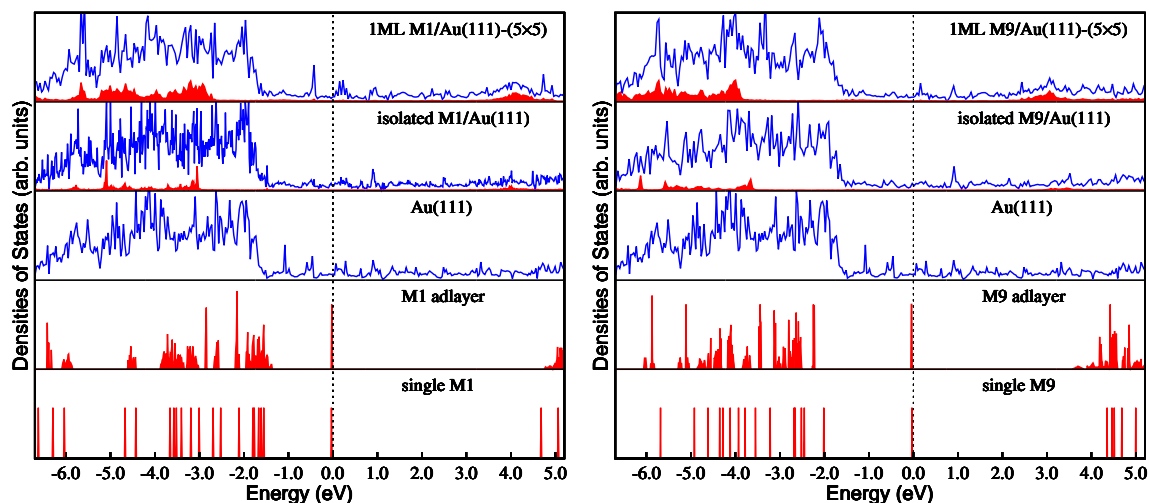 Densities of States (arb. units)
1ML M1/Au(111)-(5×5)
isolated M1/Au(111)
Au(111)
M1 adlayer
single M1
-6.0 -5.0 -4.0 -3.0 -2.0 -1.0 0.0 1.0 2.0 3.0 4.0 5.0
Energy (eV)
Densities of States (arb. units)
1ML M9/Au(111)-(5×5)
isolated M9/Au(111)
Au(111)
M9 adlayer
single M9
-6.0 -5.0 -4.0 -3.0 -2.0 -1.0 0.0 1.0 2.0 3.0 4.0 5.0
Energy (eV)